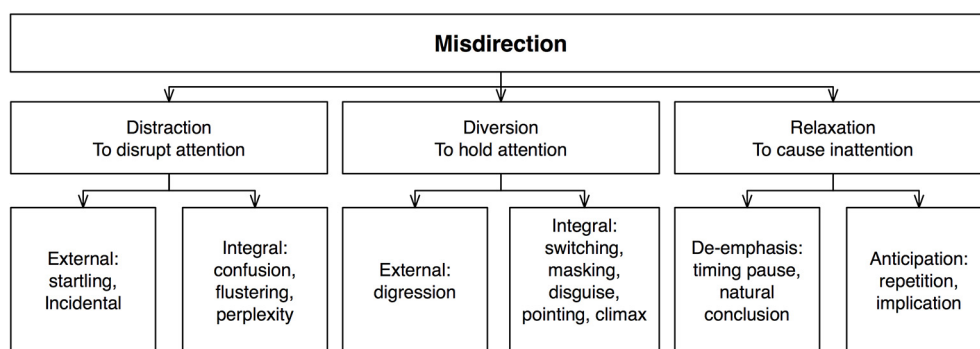 Misdirection
Distraction
To disrupt attention
Diversion
To hold attention
Relaxation
To cause inattention
External:
startling,
Incidental
Integral:
confusion,
flustering,
perplexity
External:
digression
Integral:
switching,
masking,
disguise,
pointing, climax
De-emphasis:
timing pause,
natural
conclusion
Anticipation:
repetition,
implication